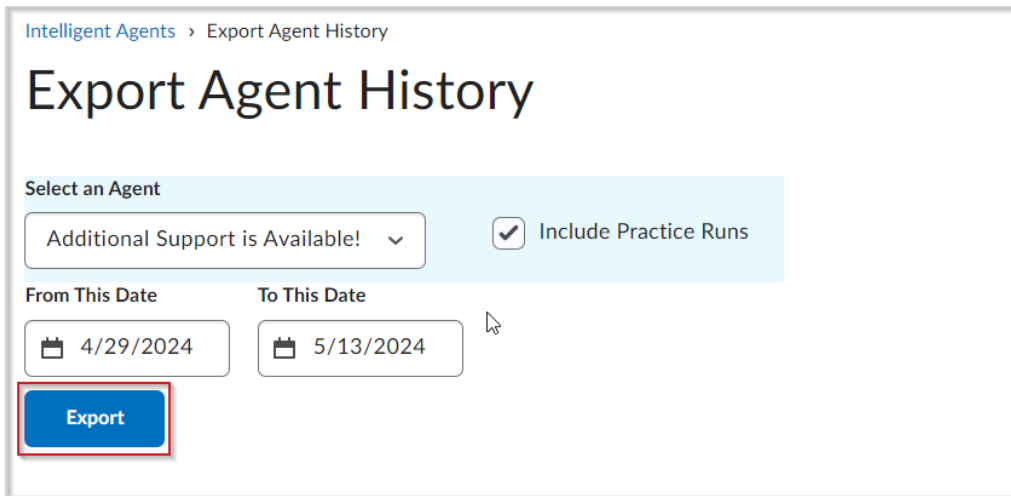 Intelligent Agents › Export Agent History
Export Agent History
Select an Agent
Additional Support is Available!
Include Practice Runs
From This Date To This Date
4/29/2024 5/13/2024
Export